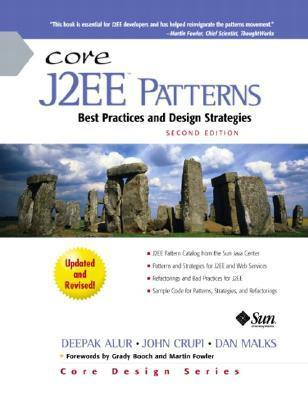 "This book is essential for J2EE developers and has helped reinvigorate the patterns movement."
—Martin Fowler, Chief Scientist, ThoughtWorks
core
J2EE™ PATTERNS
Best Practices and Design Strategies
SECOND EDITION
Updated
and
Revised!
• J2EE Pattern Catalog from the Sun Java Center
• Patterns and Strategies for J2EE and Web Services
• Refactorings and Bad Practices for J2EE
• Sample Code for Patterns, Strategies, and Refactorings
Sun
DEEPAK ALUR • JOHN CRUPI • DAN MALKS
• Forewords by Grady Booch and Martin Fowler
Core Design Series